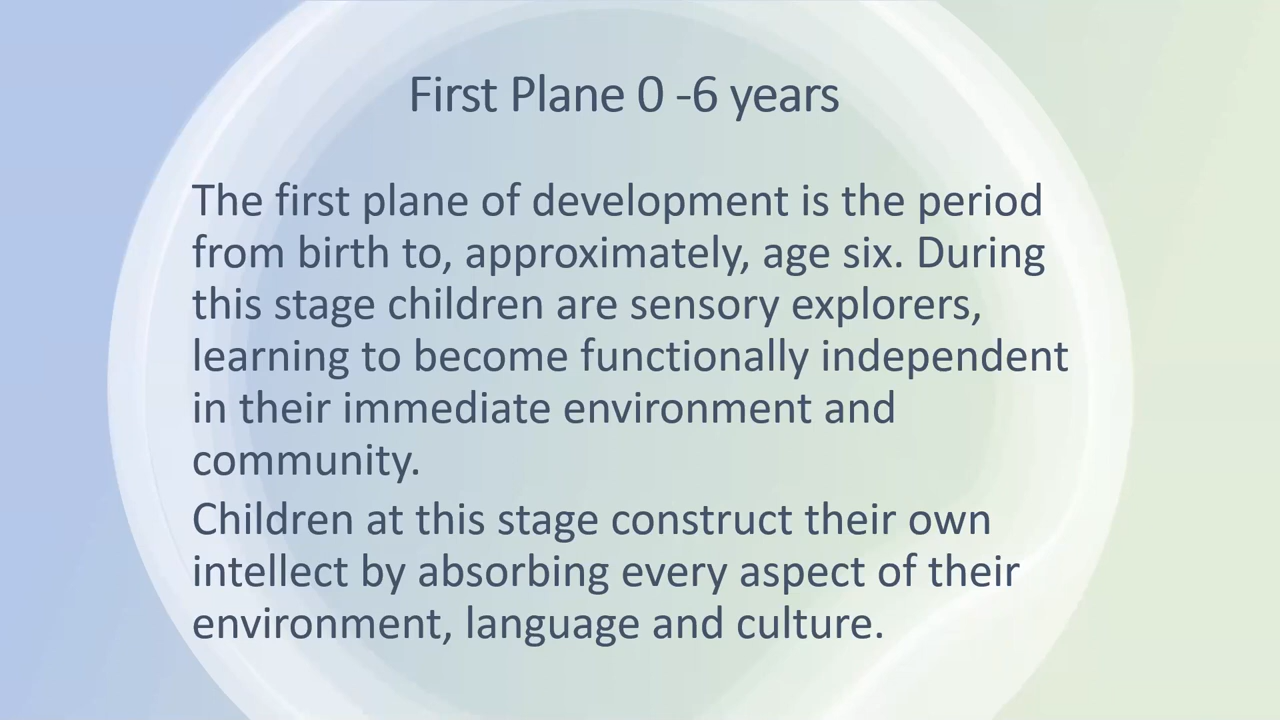 First Plane 0 -6 years
The first plane of development is the period
from birth to, approximately, age six. During
this stage children are sensory explorers,
learning to become functionally independent
in their immediate environment and
community.
Children at this stage construct their own
intellect by absorbing every aspect of their
environment, language and culture.